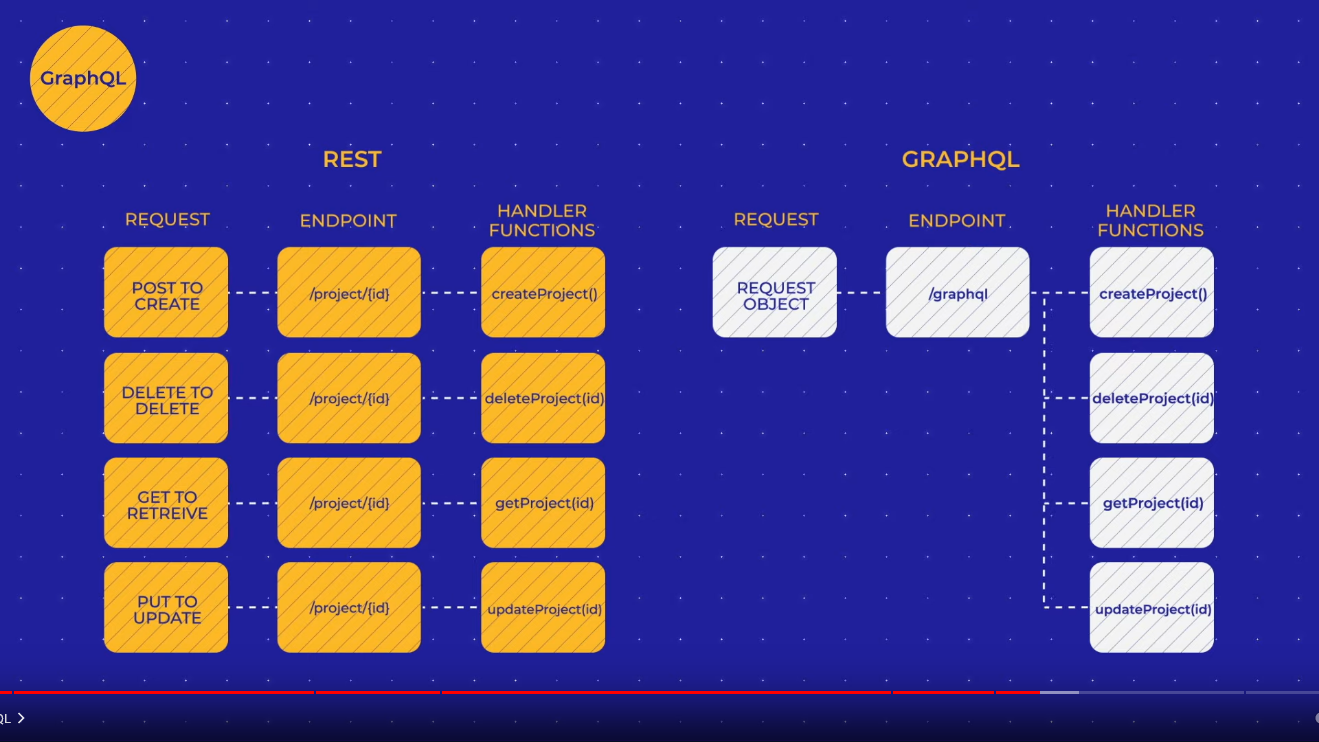 GraphQL
REST
REQUEST
ENDPOINT
HANDLER
FUNCTIONS
POST TO
CREATE
/project/{id}
createProject()
DELETE TO
DELETE
/project/{id}
deleteProject(id)
GET TO
RETREIVE
/project/{id}
getProject(id)
PUT TO
UPDATE
/project/{id}
updateProject(id)
GRAPHQL
REQUEST
ENDPOINT
HANDLER
FUNCTIONS
REQUEST
OBJECT
/graphql
createProject()
deleteProject(id)
getProject(id)
updateProject(id)
QL